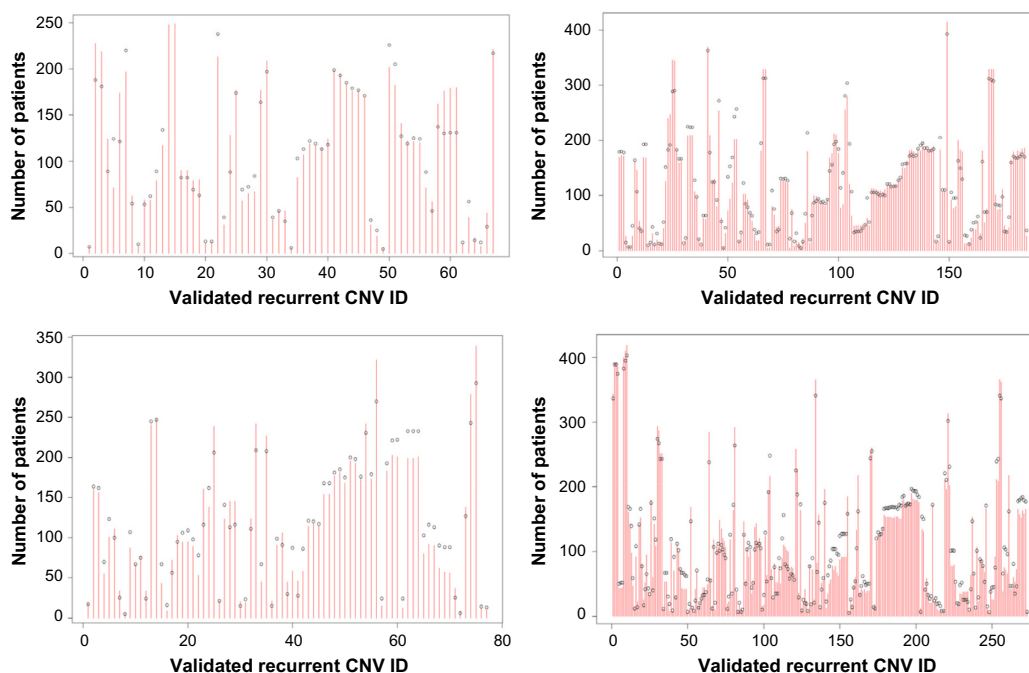 250
200
150
100
50
0
Number of patients
0 10 20 30 40 50 60
Validated recurrent CNV ID
400
300
200
100
0
Number of patients
0 50 100 150
Validated recurrent CNV ID
350
300
250
200
150
100
50
0
Number of patients
0 20 40 60 80
Validated recurrent CNV ID
400
300
200
100
0
Number of patients
0 50 100 150 200 250
Validated recurrent CNV ID